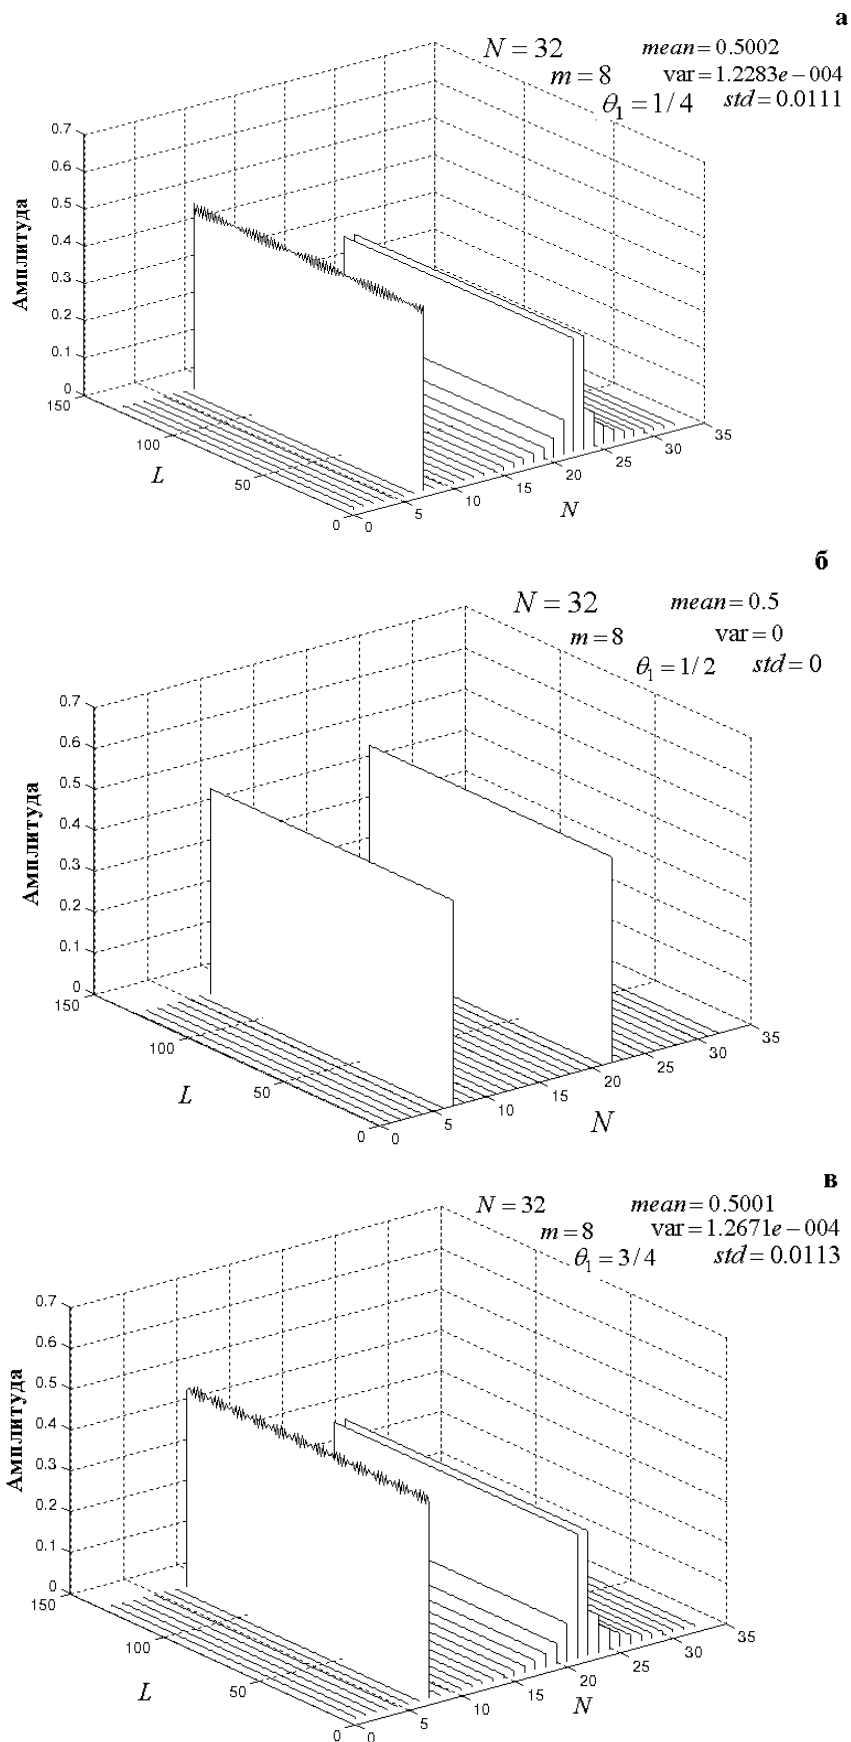 а
N = 32 mean = 0.5002
m = 8 var = 1.2283e − 004
θ₁ = 1/4 std = 0.0111
0.7
0.6
0.5
0.4
0.3
0.2
0.1
0
Амплитуда
150
100
50
0
L
0
5
10
15
20
25
30
35
N
б
N = 32 mean = 0.5
m = 8 var = 0
θ₁ = 1/2 std = 0
0.7
0.6
0.5
0.4
0.3
0.2
0.1
0
Амплитуда
150
100
50
0
L
0
5
10
15
20
25
30
35
N
в
N = 32 mean = 0.5001
m = 8 var = 1.2671e − 004
θ₁ = 3/4 std = 0.0113
0.7
0.6
0.5
0.4
0.3
0.2
0.1
0
Амплитуда
150
100
50
0
L
0
5
10
15
20
25
30
35
N